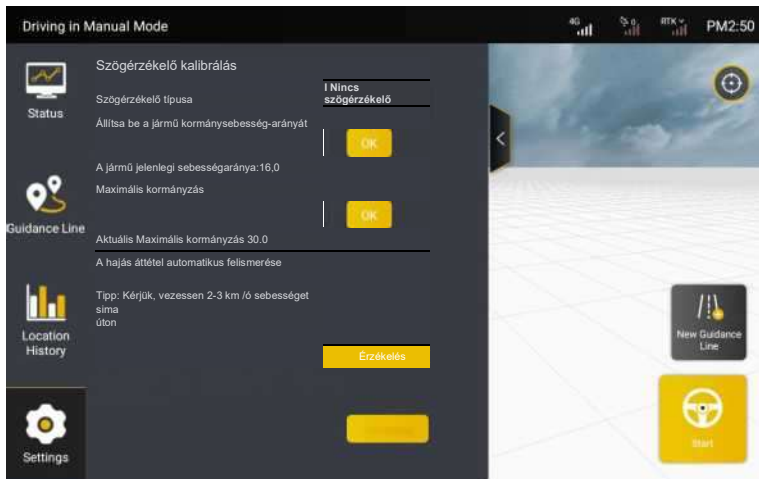 Driving in Manual Mode
4G
RTK
PM2:50
Status
Guidance Line
Location
History
Settings
Szögérzékelő kalibrálás
Szögérzékelő típusa
I Nincs
szögérzékelő
Állítsa be a jármű kormánysebesség-arányát
OK
A jármű jelenlegi sebességaránya:16,0
Maximális kormányzás
OK
Aktuális Maximális kormányzás 30.0
A hajás áttétel automatikus felismerése
Tipp: Kérjük, vezessen 2-3 km /ó sebességet
sima
úton
Érzékelés
New Guidance
Line
Start